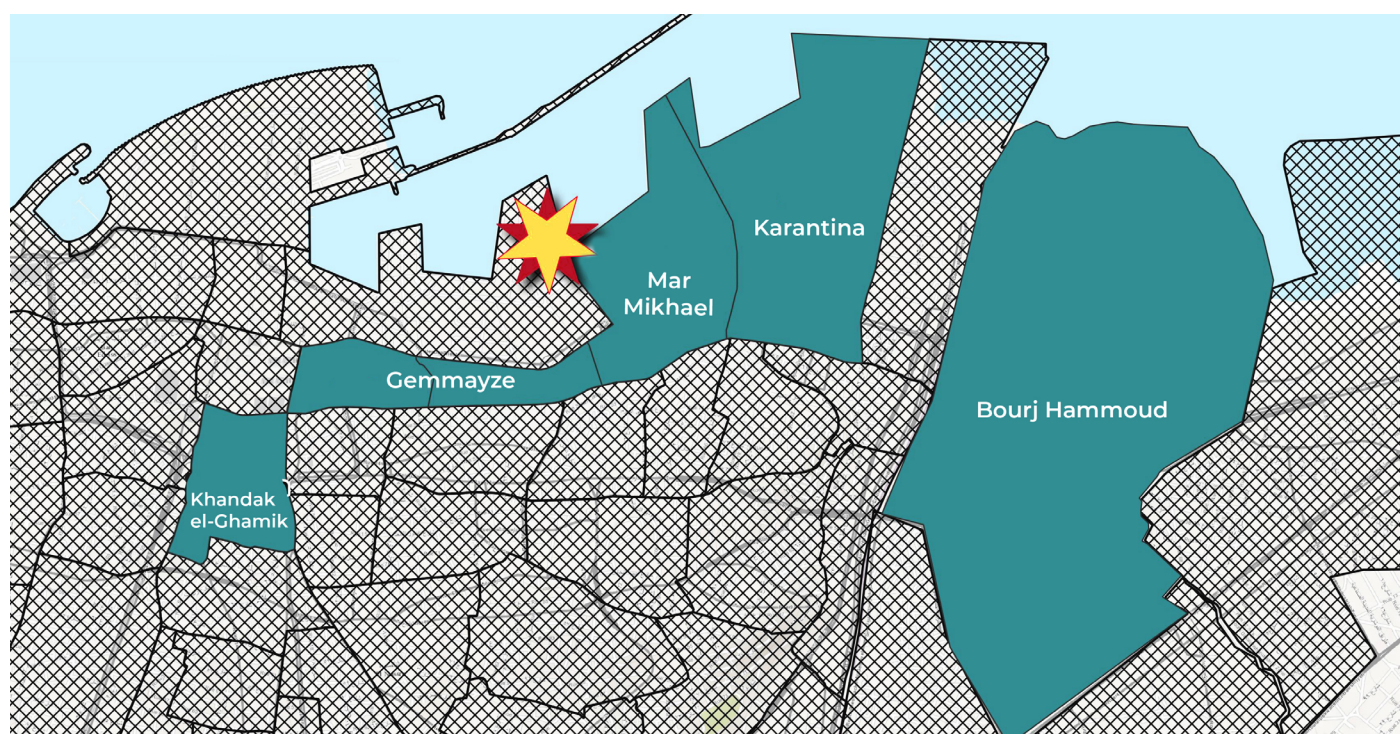 Karantina
Mar
Mikhael
Gemmayze
Bourj Hammoud
Khandak
el-Ghamik